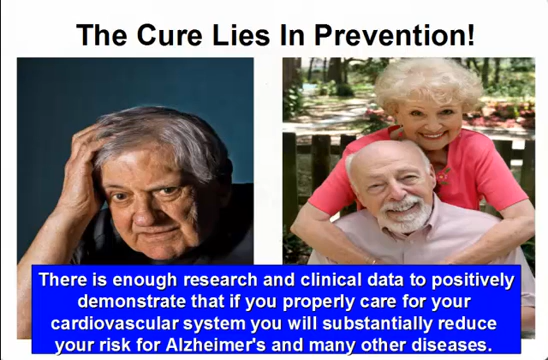 The Cure Lies In Prevention!
There is enough research and clinical data to positively
demonstrate that if you properly care for your
cardiovascular system you will substantially reduce
your risk for Alzheimer's and many other diseases.